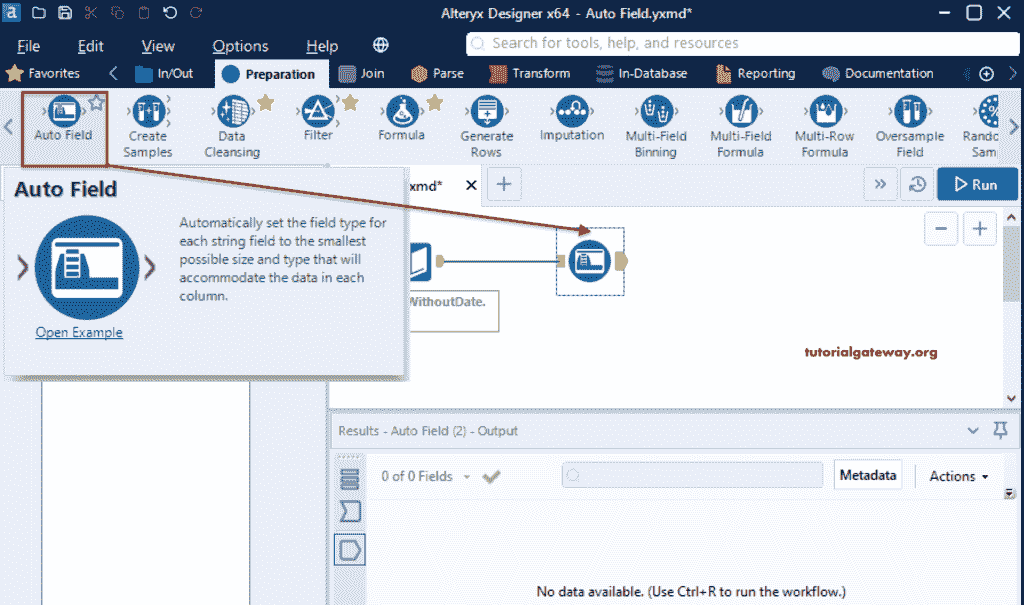 a
Alteryx Designer x64 - Auto Field.yxmd*
File Edit View Options Help
Search for tools, help, and resources
Favorites In/Out Preparation Join Parse Transform In-Database Reporting Documentation
Auto Field
Create
Samples
Data
Cleansing
Filter
Formula
Generate
Rows
Imputation
Multi-Field
Binning
Multi-Field
Formula
Multi-Row
Formula
Oversample
Field
Rando
Sam
xmd*
Run
Auto Field
Automatically set the field type for
each string field to the smallest
possible size and type that will
accommodate the data in each
column.
Open Example
WithoutDate.
tutorialgateway.org
Results - Auto Field (2) - Output
0 of 0 Fields
Metadata
Actions
No data available. (Use Ctrl+R to run the workflow.)